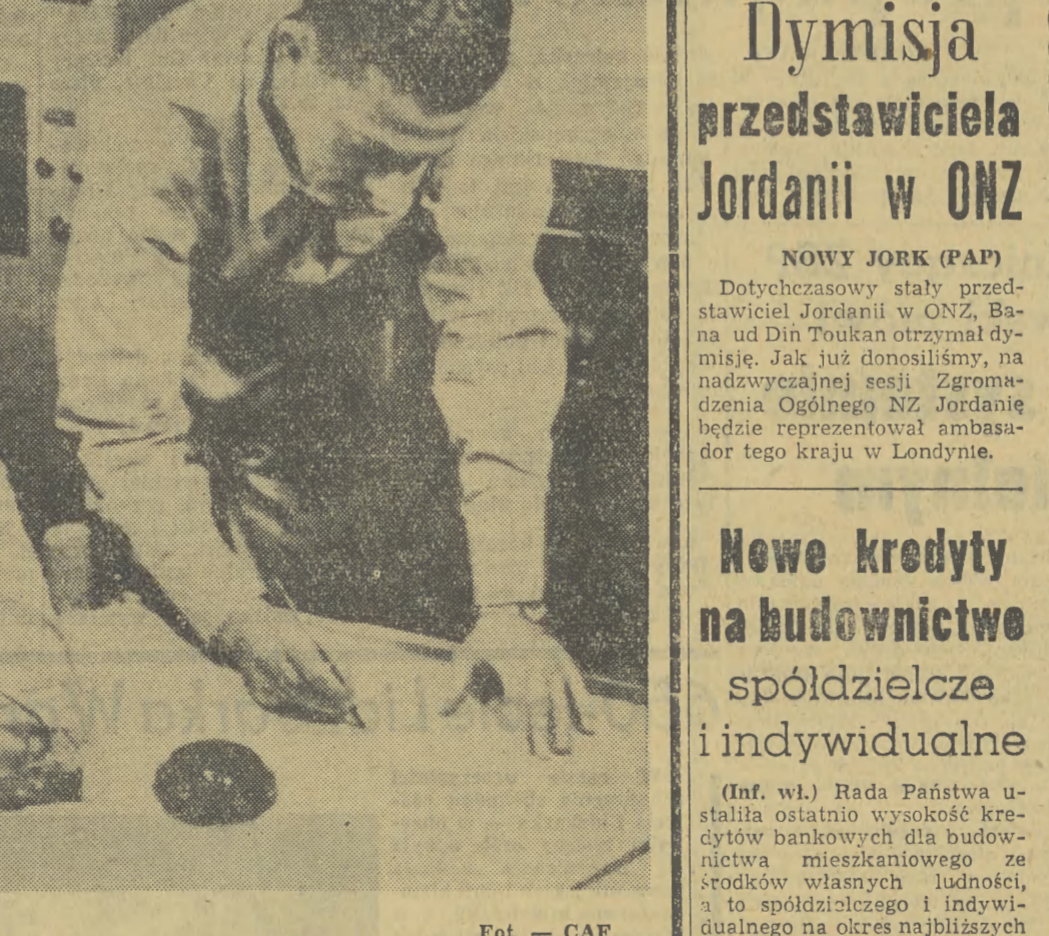 Dymisja
przedstawiciela
Jordanii w ONZ
NOWY JORK (PAP)
Dotychczasowy stały przed-
stawiciel Jordanii w ONZ, Ba-
na ud Din Toukan otrzymał dy-
misję. Jak już donosiliśmy, na
nadzwyczajnej sesji Zgroma-
dzenia Ogólnego NZ Jordanię
będzie reprezentował ambasa-
dor tego kraju w Londynie.
Nowe kredyty
na budownictwo
spółdzielcze
i indywidualne
(Inf. wł.) Rada Państwa u-
staliła ostatnio wysokość kre-
dytów bankowych dla budow-
nictwa mieszkaniowego ze
środków własnych ludności,
a to spółdzielczego i indywi-
dualnego na okres najbliższych
Fot. — CAF